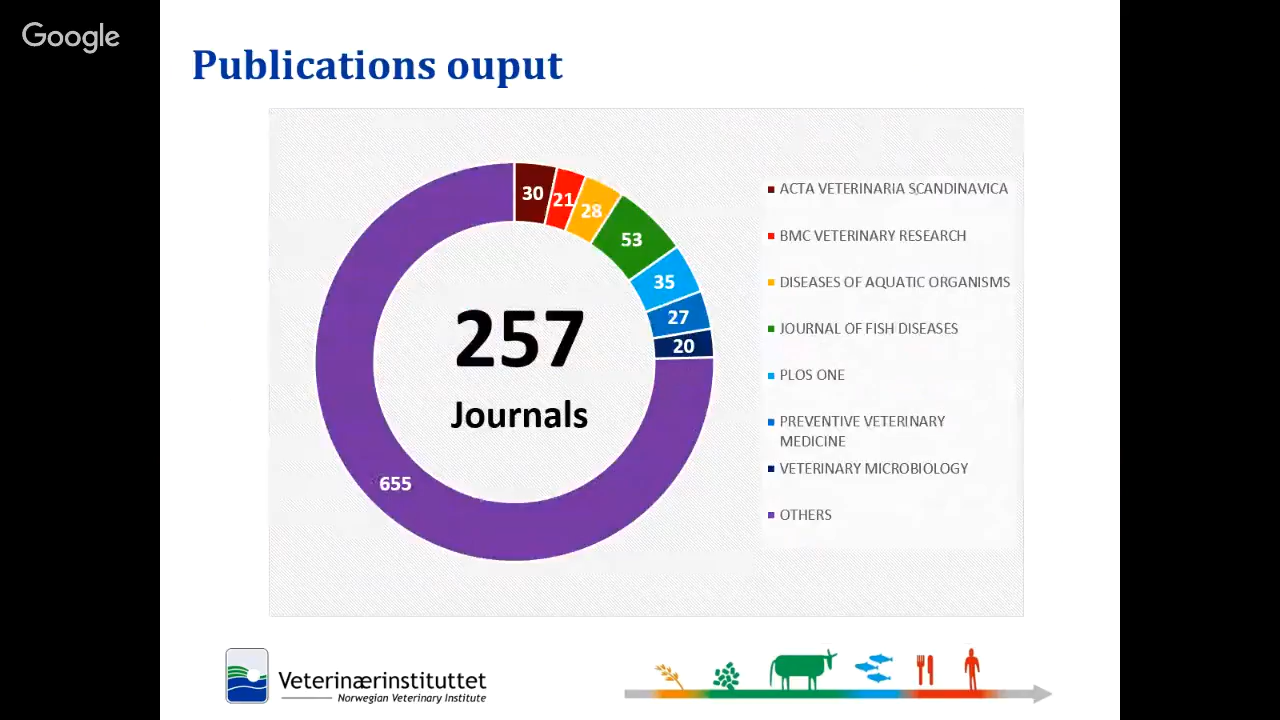 Google
Publications ouput
30
21
28
53
35
27
20
655
257
Journals
ACTA VETERINARIA SCANDINAVICA
BMC VETERINARY RESEARCH
DISEASES OF AQUATIC ORGANISMS
JOURNAL OF FISH DISEASES
PLOS ONE
PREVENTIVE VETERINARY
MEDICINE
VETERINARY MICROBIOLOGY
OTHERS
Veterinærinstituttet
Norwegian Veterinary Institute